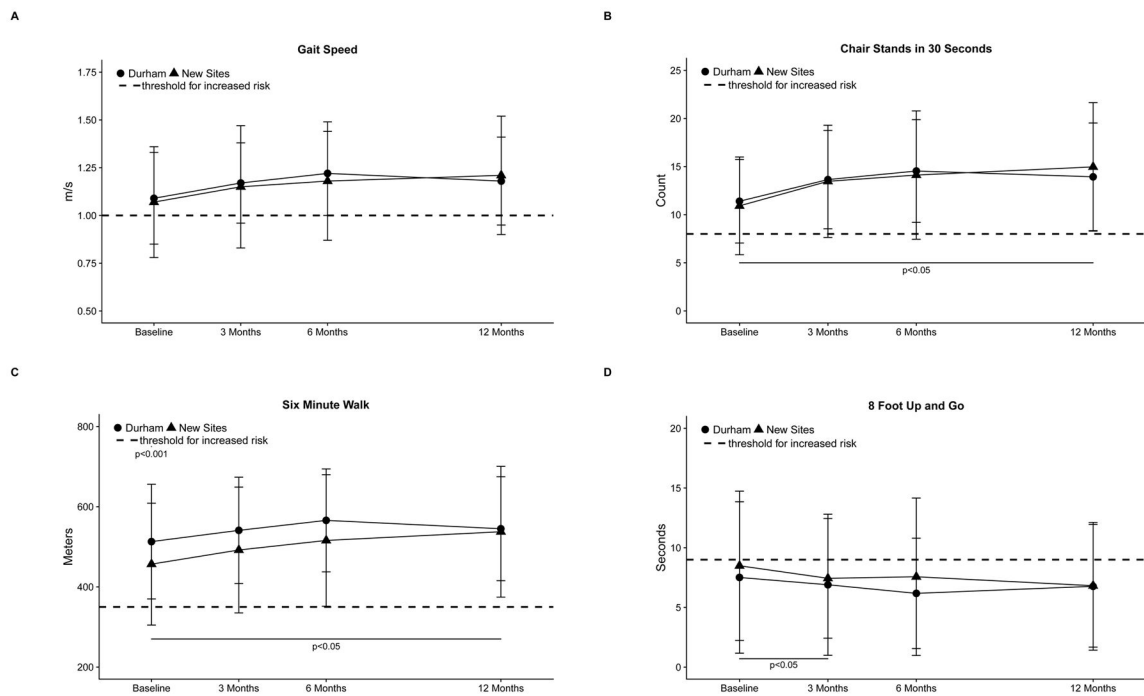 A
Gait Speed
Durham New Sites
threshold for increased risk
1.75
1.50
1.25
1.00
0.75
0.50
m/s
Baseline 3 Months 6 Months 12 Months
B
Chair Stands in 30 Seconds
Durham New Sites
threshold for increased risk
25
20
15
10
5
0
Count
p<0.05
Baseline 3 Months 6 Months 12 Months
C
Six Minute Walk
Durham New Sites
threshold for increased risk
p<0.001
800
600
400
200
Meters
p<0.05
Baseline 3 Months 6 Months 12 Months
D
8 Foot Up and Go
Durham New Sites
threshold for increased risk
20
15
10
5
0
Seconds
p<0.05
Baseline 3 Months 6 Months 12 Months